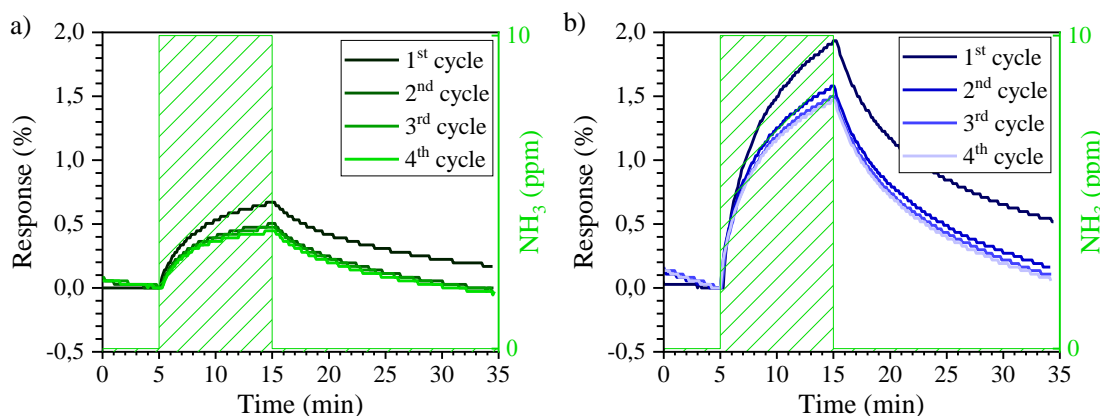 a)
Response (%)
2,0
1,5
1,0
0,5
0,0
-0,5
0 5 10 15 20 25 30 35
Time (min)
1st cycle
2nd cycle
3rd cycle
4th cycle
10
0
NH3 (ppm)
b)
Response (%)
2,0
1,5
1,0
0,5
0,0
-0,5
0 5 10 15 20 25 30 35
Time (min)
1st cycle
2nd cycle
3rd cycle
4th cycle
10
0
NH3 (ppm)